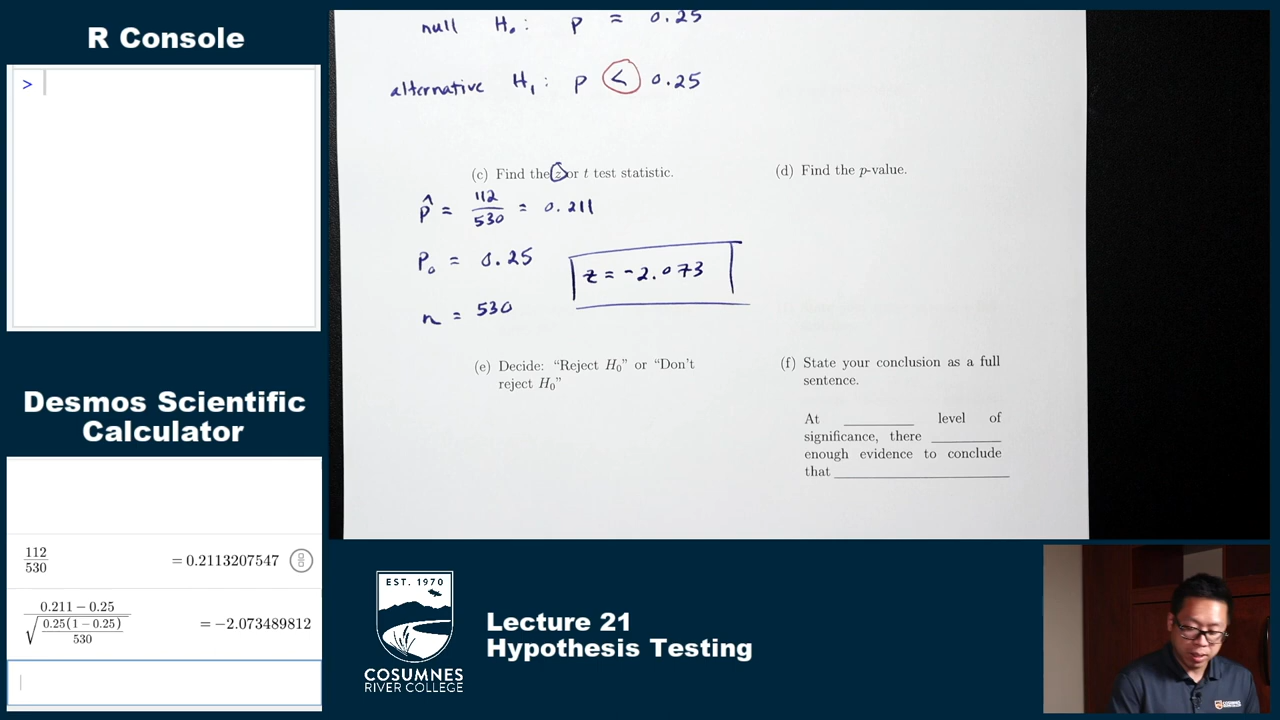 R Console
>
null H₀: p = 0.25
alternative H₁: p < 0.25
(c) Find the z or t test statistic.
(d) Find the p-value.
p̂ = 112/530 = 0.211
P₀ = 0.25
z = -2.073
n = 530
(e) Decide: “Reject H₀” or “Don’t
reject H₀”
(f) State your conclusion as a full
sentence.
At ________ level of
significance, there ________
enough evidence to conclude
that ____________________
Desmos Scientific
Calculator
112/530 = 0.2113207547
(0.211 − 0.25)/√(0.25(1 − 0.25)/530) = −2.073489812
EST. 1970
COSUMNES
RIVER COLLEGE
Lecture 21
Hypothesis Testing